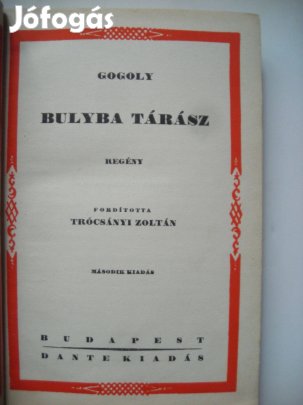 Jófogás
GOGOLY
BULYBA TÁRÁSZ
REGÉNY
FORDÍTOTTA
TRÓCSÁNYI ZOLTÁN
MÁSODIK KIADÁS
BUDAPEST
DANTE KIADÁS